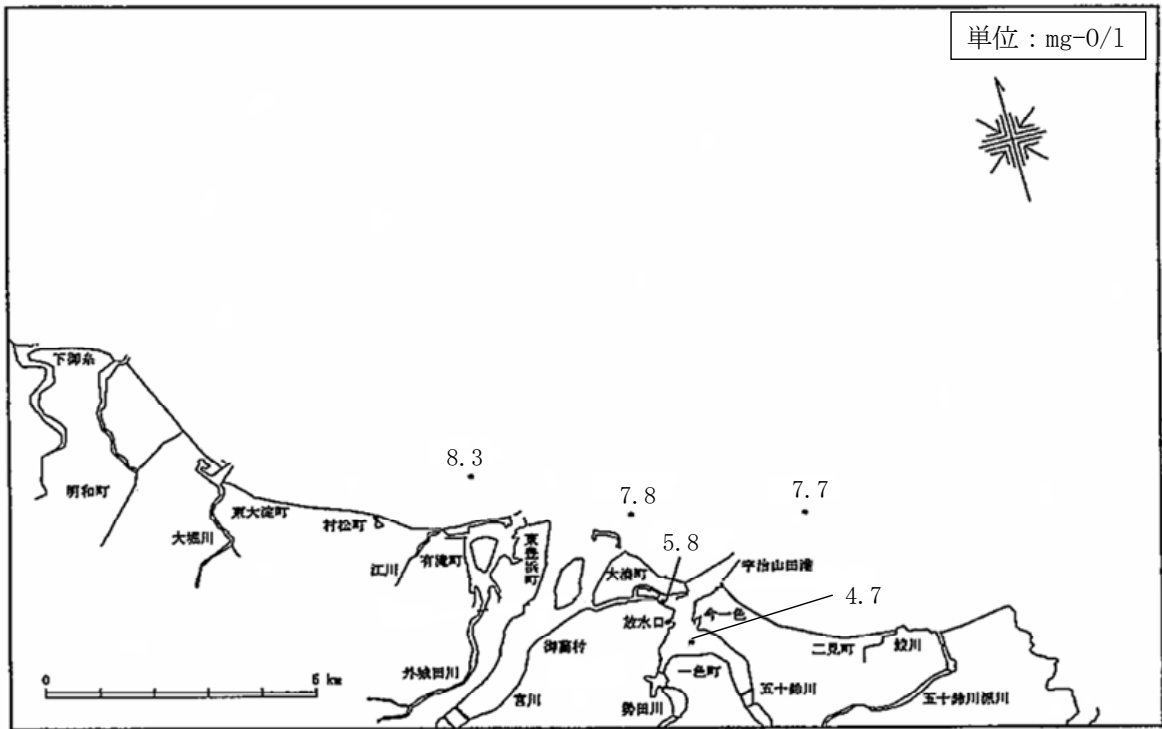 単位：mg-O/l
下御糸
8.3
明和町
7.8
7.7
東大淀町
村松町
大堀川
江川
有滝町
東豊浜町
5.8
大湊町
宇治山田港
4.7
放水口
今一色
御薗村
二見町
鮫川
外城田川
一色町
0
6 km
宮川
勢田川
五十鈴川
五十鈴川派川